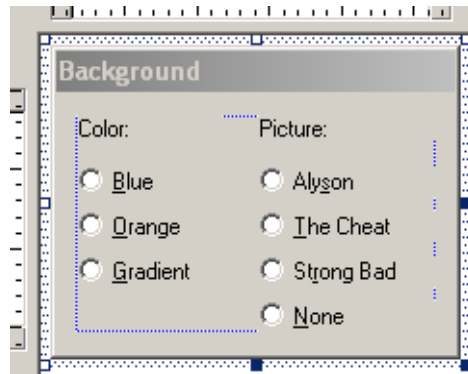 Background
Color:
Picture:
Blue
Alyson
Orange
The Cheat
Gradient
Strong Bad
None